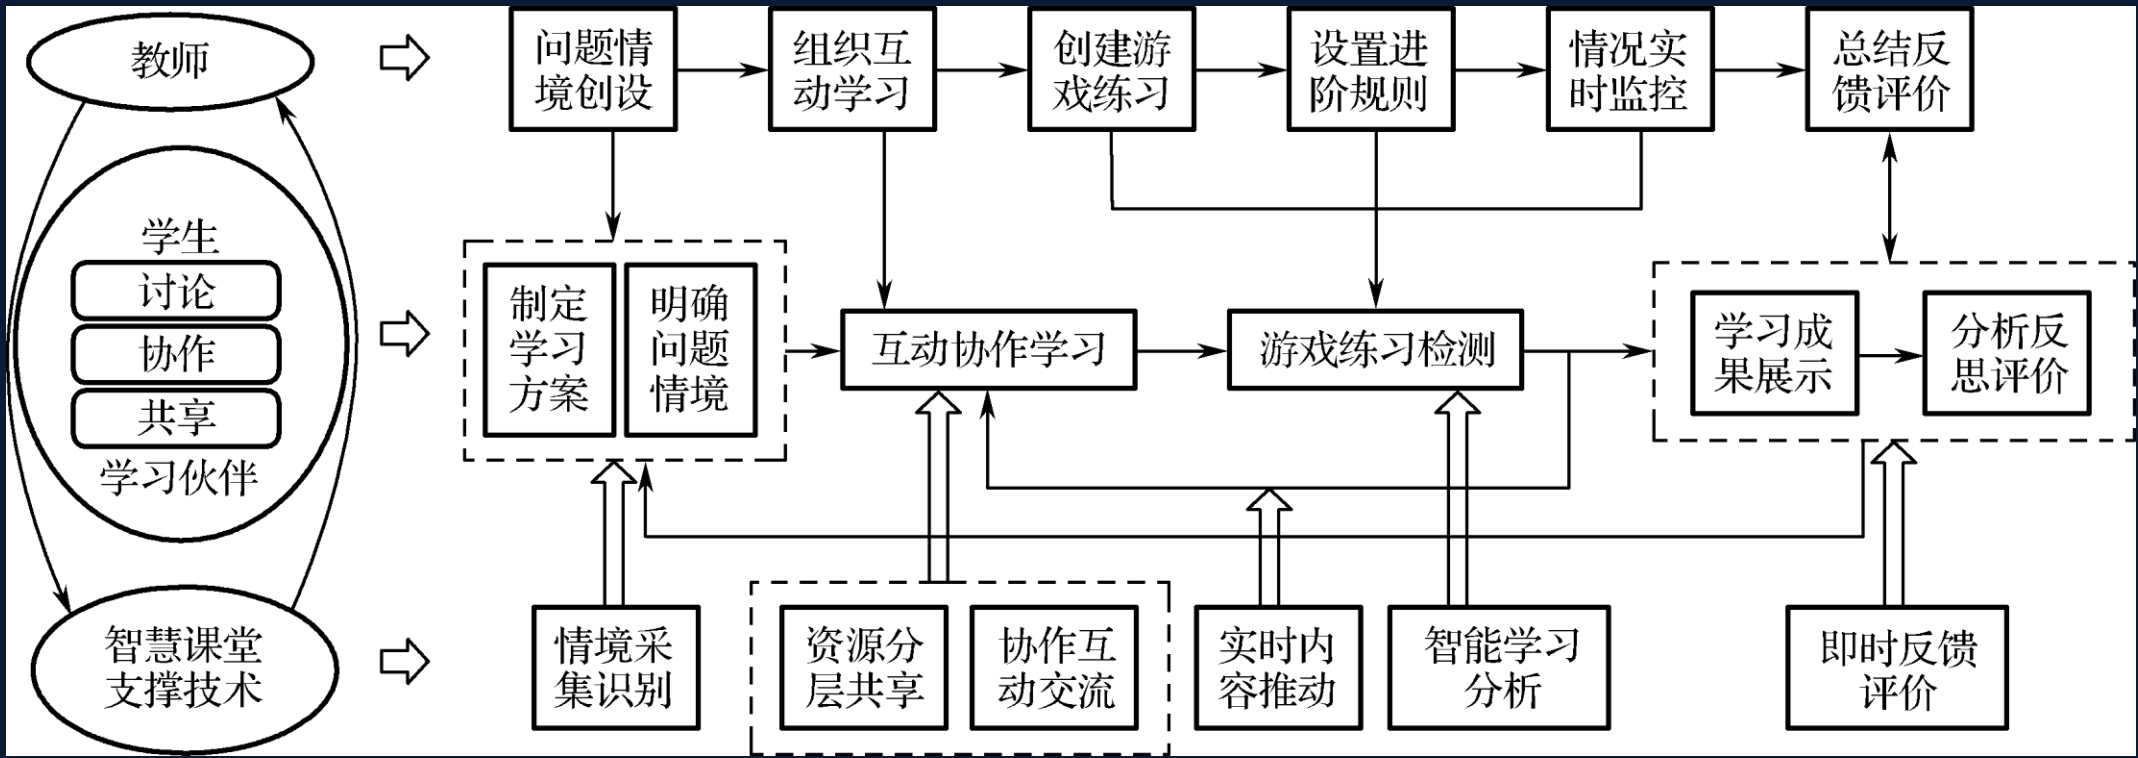 教师
问题情
境创设
组织互
动学习
创建游
戏练习
设置进
阶规则
情况实
时监控
总结反
馈评价
学生
讨论
协作
共享
学习伙伴
制定
学习
方案
明确
问题
情境
互动协作学习
游戏练习检测
学习成
果展示
分析反
思评价
智慧课堂
支撑技术
情境采
集识别
资源分
层共享
协作互
动交流
实时内
容推动
智能学习
分析
即时反馈
评价